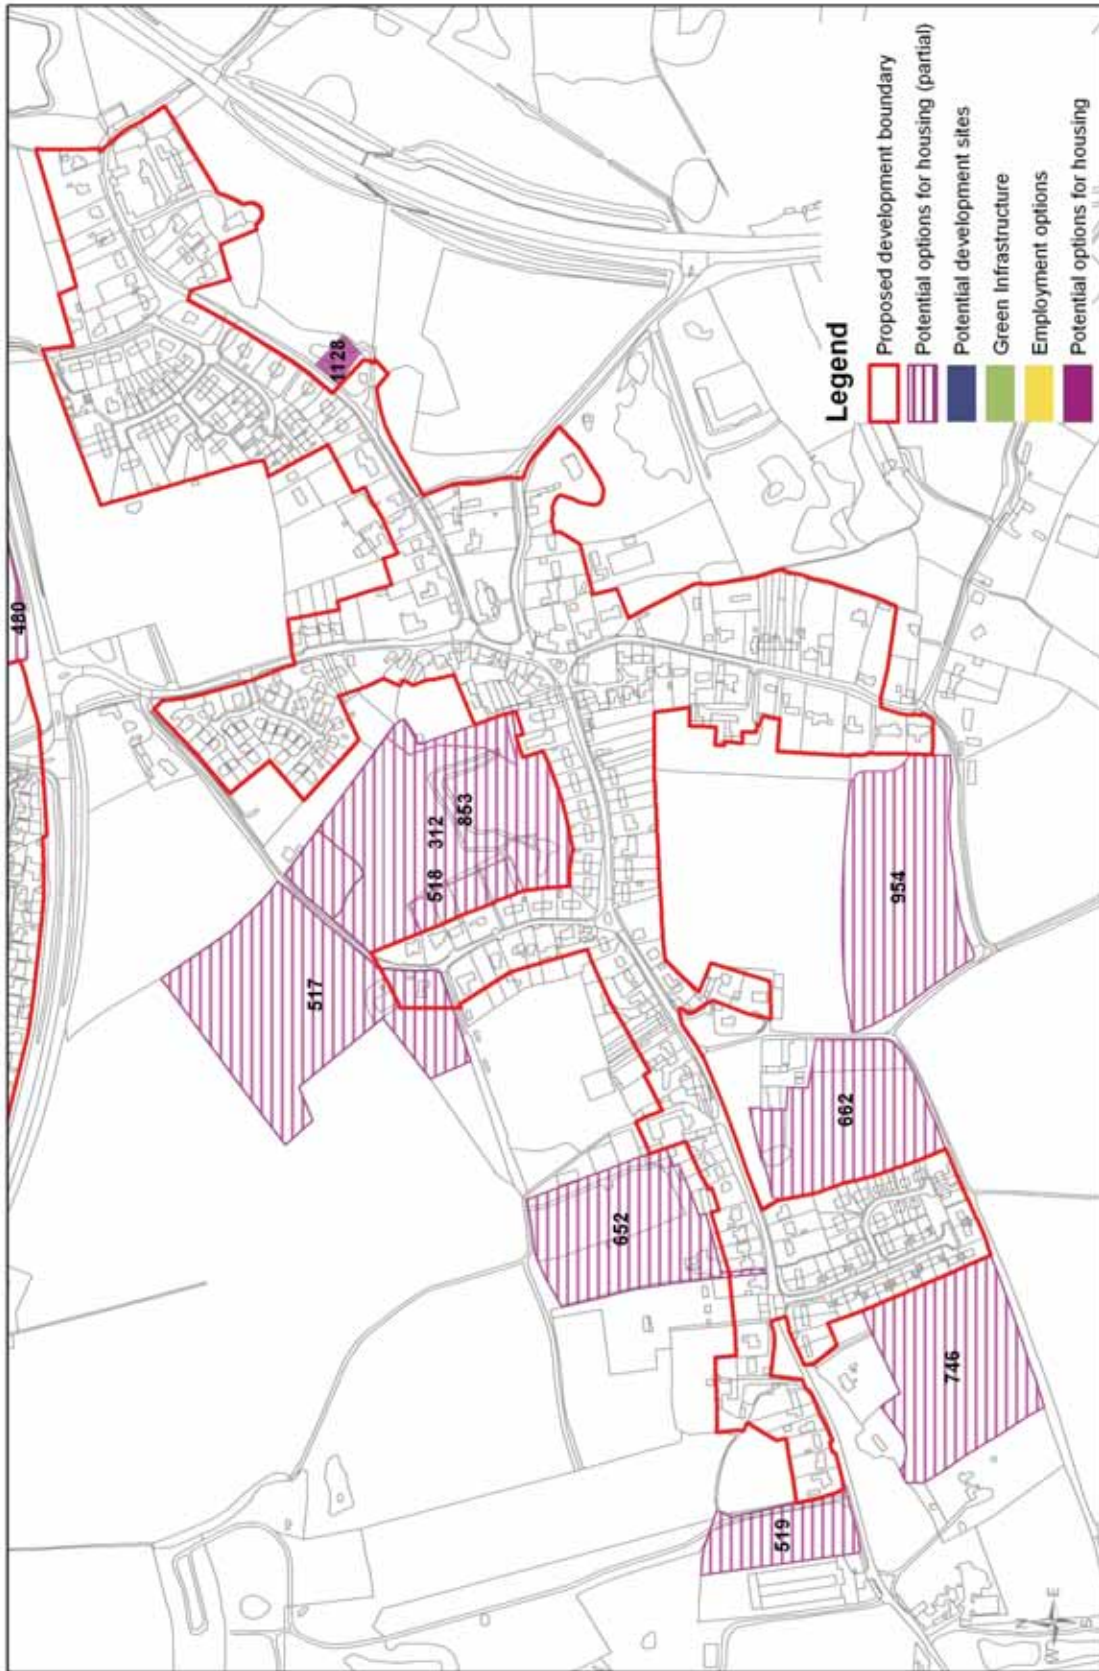 480
1128
517
518
312
853
652
954
662
746
519
Legend
Proposed development boundary
Potential options for housing (partial)
Potential development sites
Green Infrastructure
Employment options
Potential options for housing
N
E
S
W